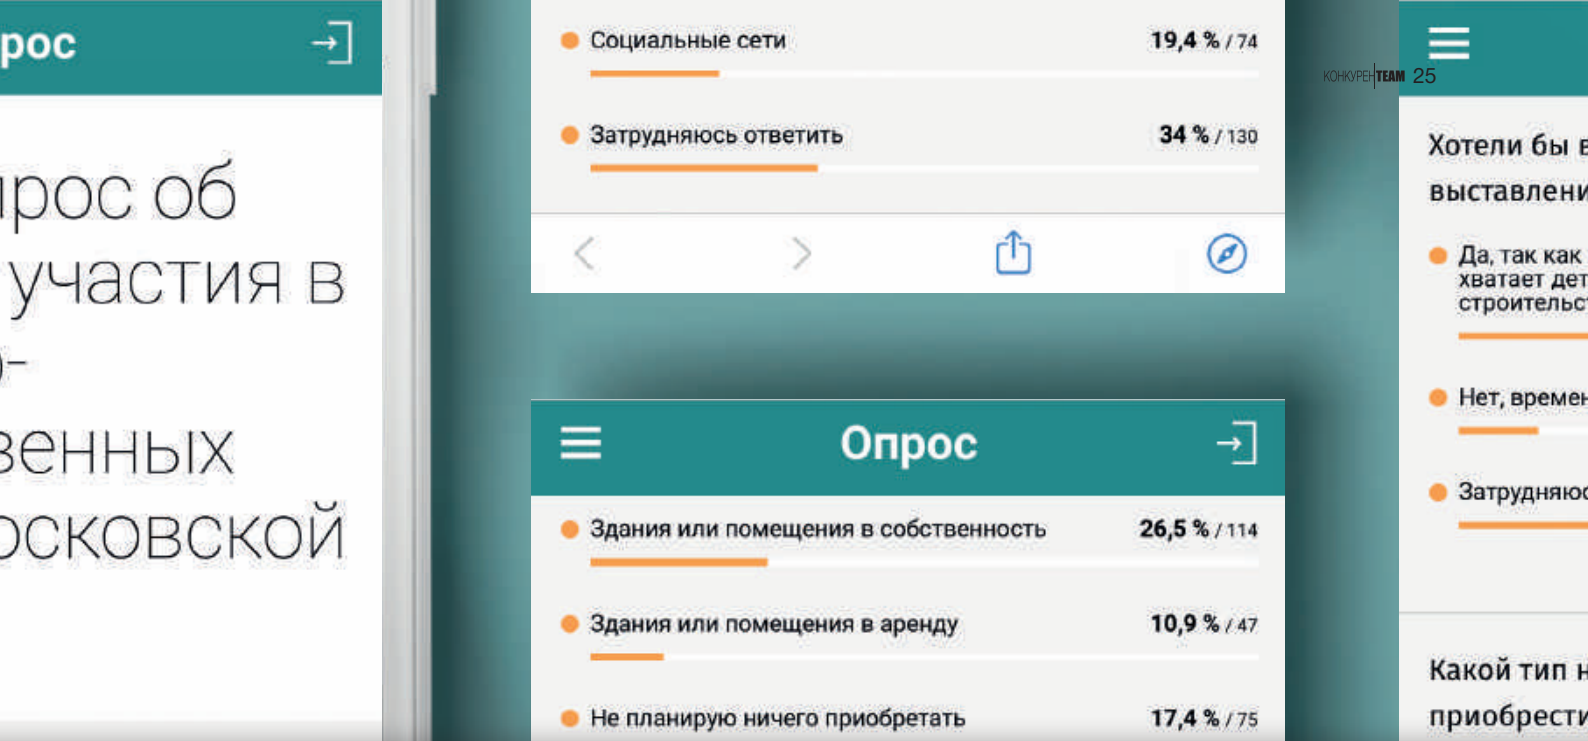 рос
прос об
участия в
о-
венных
осковской
Социальные сети 19,4 % / 74
Затрудняюсь ответить 34 % / 130
Опрос
Здания или помещения в собственность 26,5 % / 114
Здания или помещения в аренду 10,9 % / 47
Не планирую ничего приобретать 17,4 % / 75
КОНКУРЕНTEAM 25
Хотели бы в
выставлени
Да, так как
хватает дет
строительс
Нет, времен
Затрудняюс
Какой тип н
приобрести